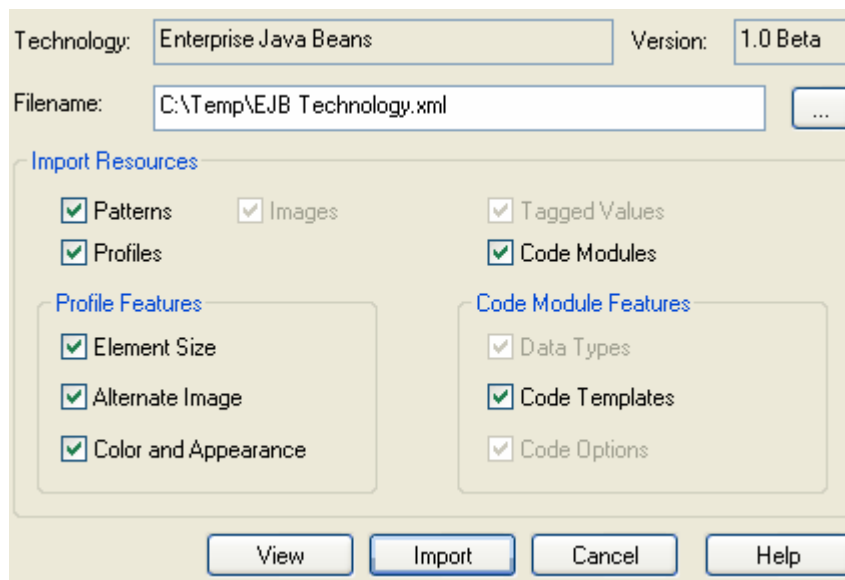 Technology: Enterprise Java Beans Version: 1.0 Beta
Filename: C:\Temp\EJB Technology.xml ...
Import Resources
Patterns Images Tagged Values
Profiles Code Modules
Profile Features Code Module Features
Element Size Data Types
Alternate Image Code Templates
Color and Appearance Code Options
View Import Cancel Help